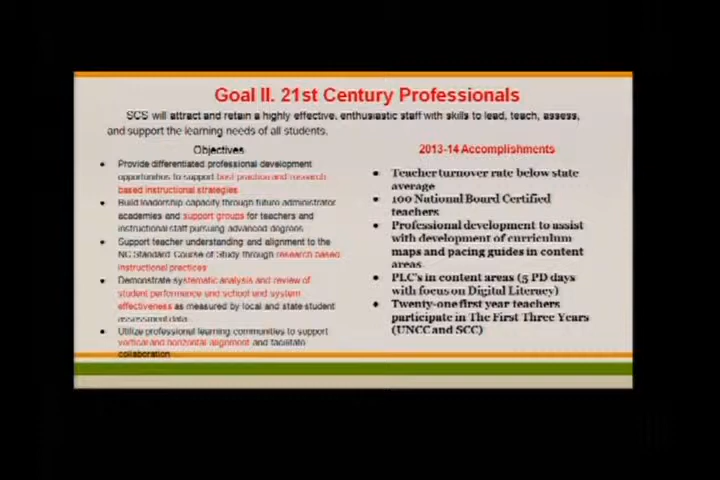 Goal II. 21st Century Professionals
SCS will attract and retain a highly effective, enthusiastic staff with skills to lead, teach, assess,
and support the learning needs of all students.
Objectives
• Provide differentiated professional development
opportunities to support best practice and research
based instructional strategies
• Build leadership capacity through future administrator
academies and support groups for teachers and
instructional staff pursuing advanced degrees
• Support teacher understanding and alignment to the
NC Standard Course of Study through research based
instructional practices
• Demonstrate systematic analysis and review of
student performance and school and system
effectiveness as measured by local and state student
assessment data
• Utilize professional learning communities to support
vertical and horizontal alignment and facilitate
collaboration
2013-14 Accomplishments
• Teacher turnover rate below state
average
• 100 National Board Certified
teachers
• Professional development to assist
with development of curriculum
maps and pacing guides in content
areas
• PLC's in content areas (5 PD days
with focus on Digital Literacy)
• Twenty-one first year teachers
participate in The First Three Years
(UNCC and SCC)